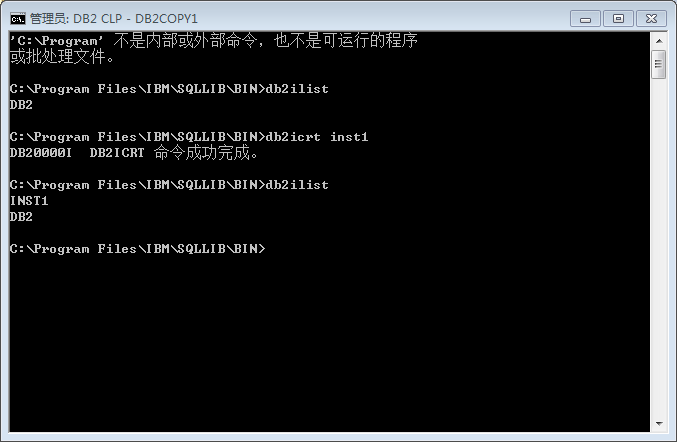 管理员: DB2 CLP - DB2COPY1
'C:\Program' 不是内部或外部命令，也不是可运行的程序
或批处理文件。
C:\Program Files\IBM\SQLLIB\BIN>db2ilist
DB2
C:\Program Files\IBM\SQLLIB\BIN>db2icrt inst1
DB20000I  DB2ICRT 命令成功完成。
C:\Program Files\IBM\SQLLIB\BIN>db2ilist
INST1
DB2
C:\Program Files\IBM\SQLLIB\BIN>